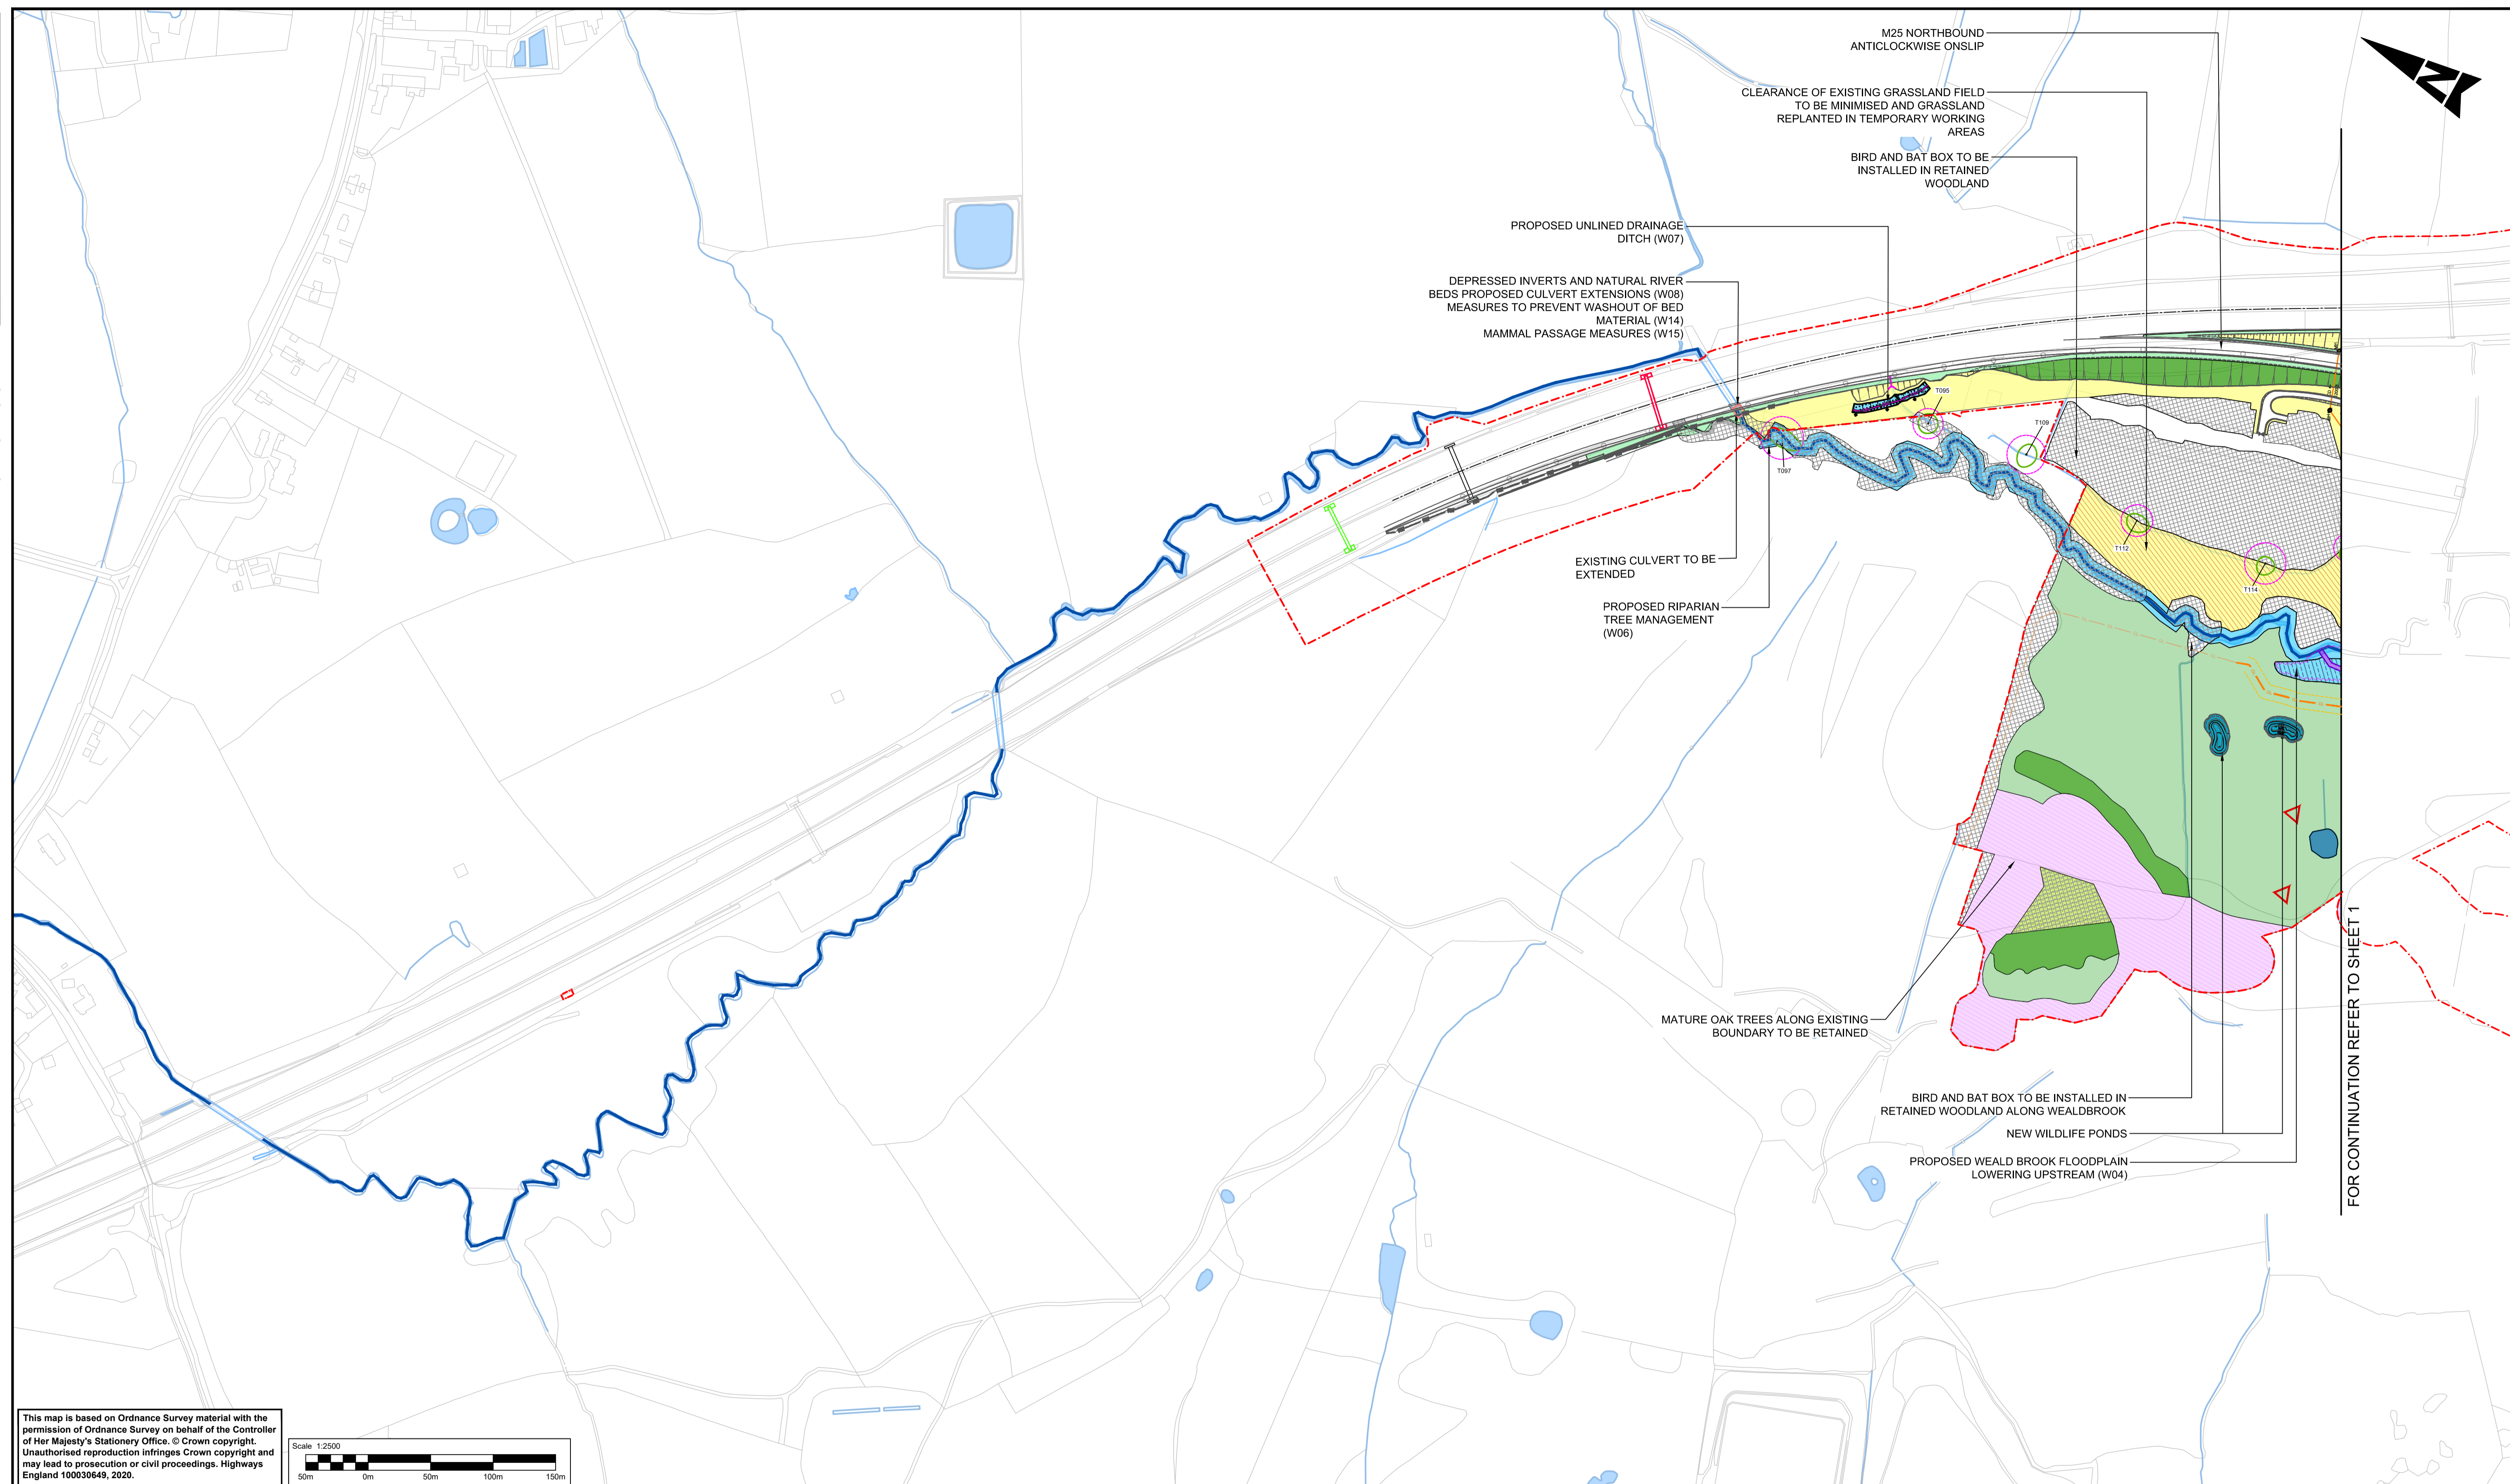 M25 NORTHBOUND
ANTICLOCKWISE ONSLIP
N
CLEARANCE OF EXISTING GRASSLAND FIELD
TO BE MINIMISED AND GRASSLAND
REPLANTED IN TEMPORARY WORKING
AREAS
BIRD AND BAT BOX TO BE
INSTALLED IN RETAINED
WOODLAND
PROPOSED UNLINED DRAINAGE
DITCH (W07)
DEPRESSED INVERTS AND NATURAL RIVER
BEDS PROPOSED CULVERT EXTENSIONS (W08)
MEASURES TO PREVENT WASHOUT OF BED
MATERIAL (W14)
MAMMAL PASSAGE MEASURES (W15)
T095
T109
T097
T112
T114
EXISTING CULVERT TO BE
EXTENDED
PROPOSED RIPARIAN
TREE MANAGEMENT
(W06)
MATURE OAK TREES ALONG EXISTING
BOUNDARY TO BE RETAINED
BIRD AND BAT BOX TO BE INSTALLED IN
RETAINED WOODLAND ALONG WEALDBROOK
NEW WILDLIFE PONDS
PROPOSED WEALD BROOK FLOODPLAIN
LOWERING UPSTREAM (W04)
FOR CONTINUATION REFER TO SHEET 1
This map is based on Ordnance Survey material with the
permission of Ordnance Survey on behalf of the Controller
of Her Majesty's Stationery Office. © Crown copyright.
Unauthorised reproduction infringes Crown copyright and
may lead to prosecution or civil proceedings. Highways
England 100030649, 2020.
Scale 1:2500
50m 0m 50m 100m 150m